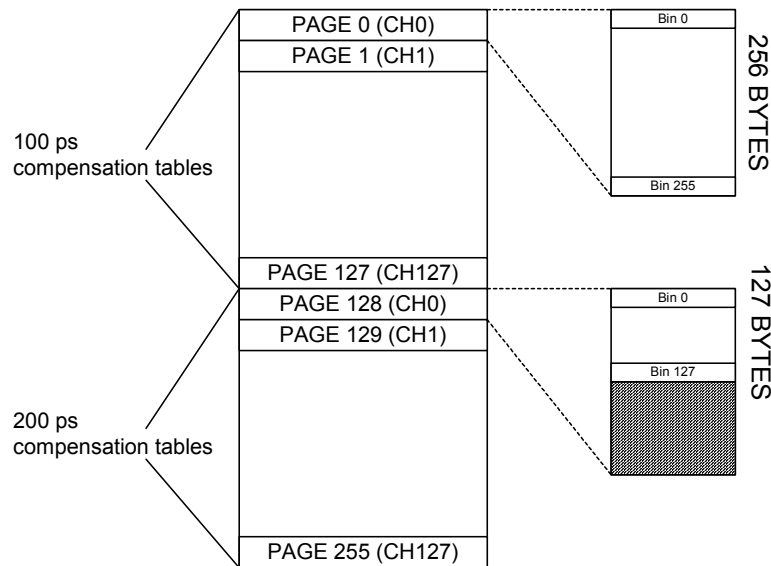 PAGE 0 (CH0)
PAGE 1 (CH1)
PAGE 127 (CH127)
PAGE 128 (CH0)
PAGE 129 (CH1)
PAGE 255 (CH127)
100 ps
compensation tables
200 ps
compensation tables
Bin 0
Bin 255
256 BYTES
Bin 0
Bin 127
127 BYTES